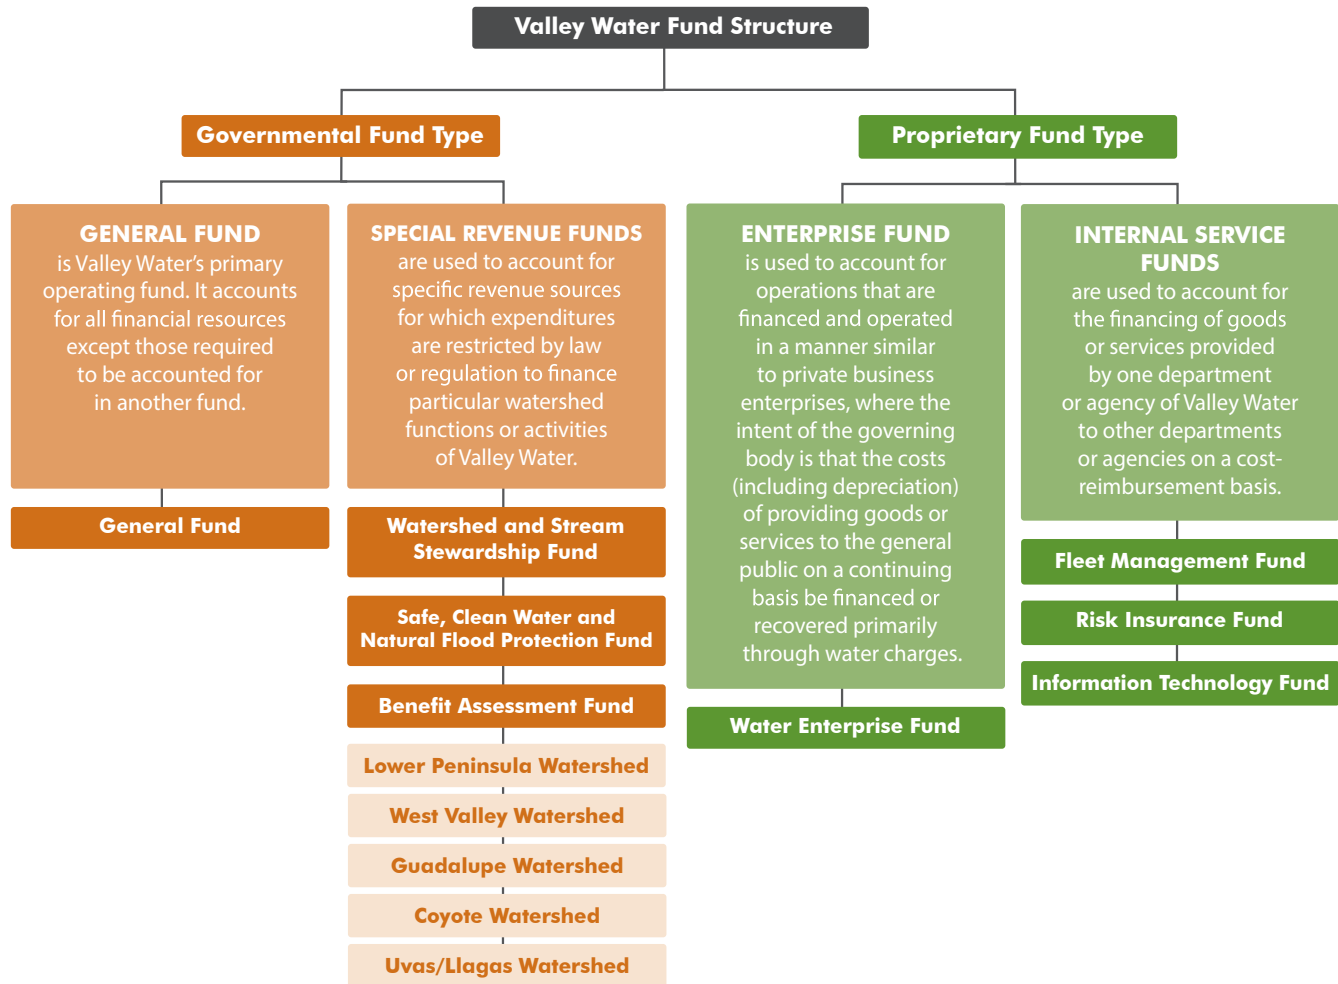 Valley Water Fund Structure
Governmental Fund Type
Proprietary Fund Type
GENERAL FUND
is Valley Water’s primary
operating fund. It accounts
for all financial resources
except those required
to be accounted for
in another fund.
General Fund
SPECIAL REVENUE FUNDS
are used to account for
specific revenue sources
for which expenditures
are restricted by law
or regulation to finance
particular watershed
functions or activities
of Valley Water.
Watershed and Stream
Stewardship Fund
Safe, Clean Water and
Natural Flood Protection Fund
Benefit Assessment Fund
Lower Peninsula Watershed
West Valley Watershed
Guadalupe Watershed
Coyote Watershed
Uvas/Llagas Watershed
ENTERPRISE FUND
is used to account for
operations that are
financed and operated
in a manner similar
to private business
enterprises, where the
intent of the governing
body is that the costs
(including depreciation)
of providing goods or
services to the general
public on a continuing
basis be financed or
recovered primarily
through water charges.
Water Enterprise Fund
INTERNAL SERVICE
FUNDS
are used to account for
the financing of goods
or services provided
by one department
or agency of Valley Water
to other departments
or agencies on a cost-
reimbursement basis.
Fleet Management Fund
Risk Insurance Fund
Information Technology Fund